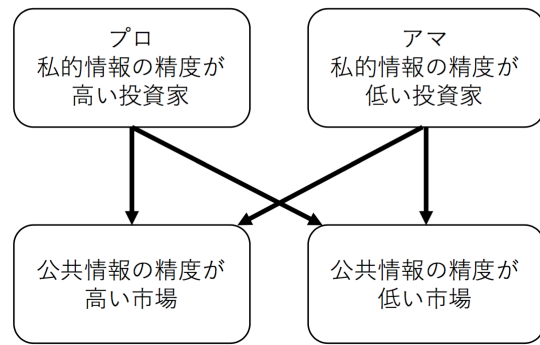 プロ
私的情報の精度が
高い投資家
アマ
私的情報の精度が
低い投資家
公共情報の精度が
高い市場
公共情報の精度が
低い市場